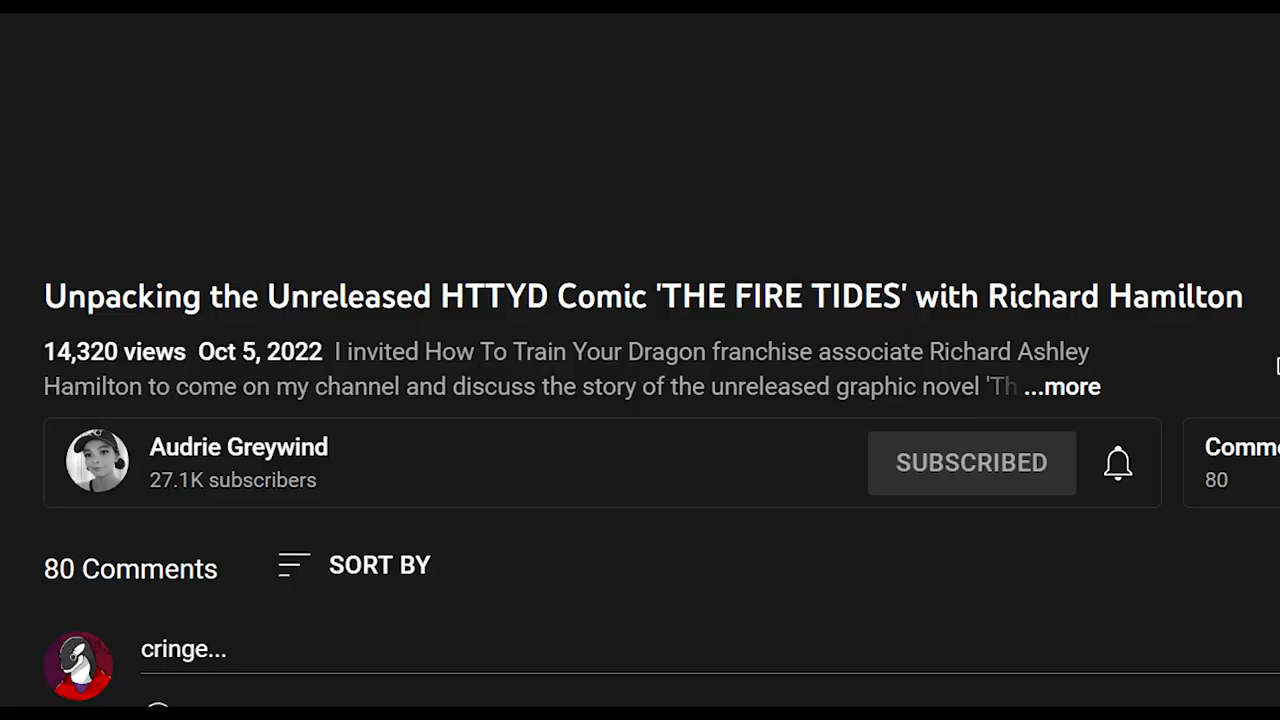 Unpacking the Unreleased HTTYD Comic 'THE FIRE TIDES' with Richard Hamilton
14,320 views Oct 5, 2022 I invited How To Train Your Dragon franchise associate Richard Ashley
Hamilton to come on my channel and discuss the story of the unreleased graphic novel 'Th ...more
Audrie Greywind
27.1K subscribers
SUBSCRIBED
Comme
80
80 Comments
SORT BY
cringe...